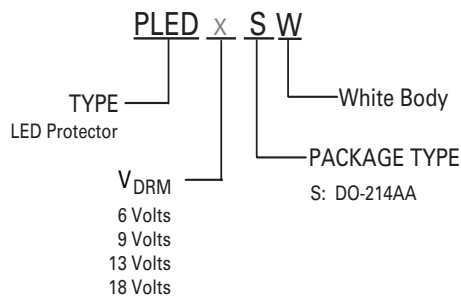 PLED x S W
White Body
TYPE
LED Protector
PACKAGE TYPE
S: DO-214AA
VDRM
6 Volts
9 Volts
13 Volts
18 Volts